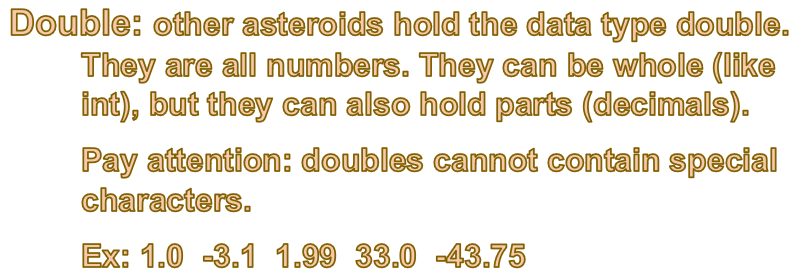 Double: other asteroids hold the data type double.
They are all numbers. They can be whole (like
int), but they can also hold parts (decimals).
Pay attention: doubles cannot contain special
characters.
Ex: 1.0 -3.1 1.99 33.0 -43.75